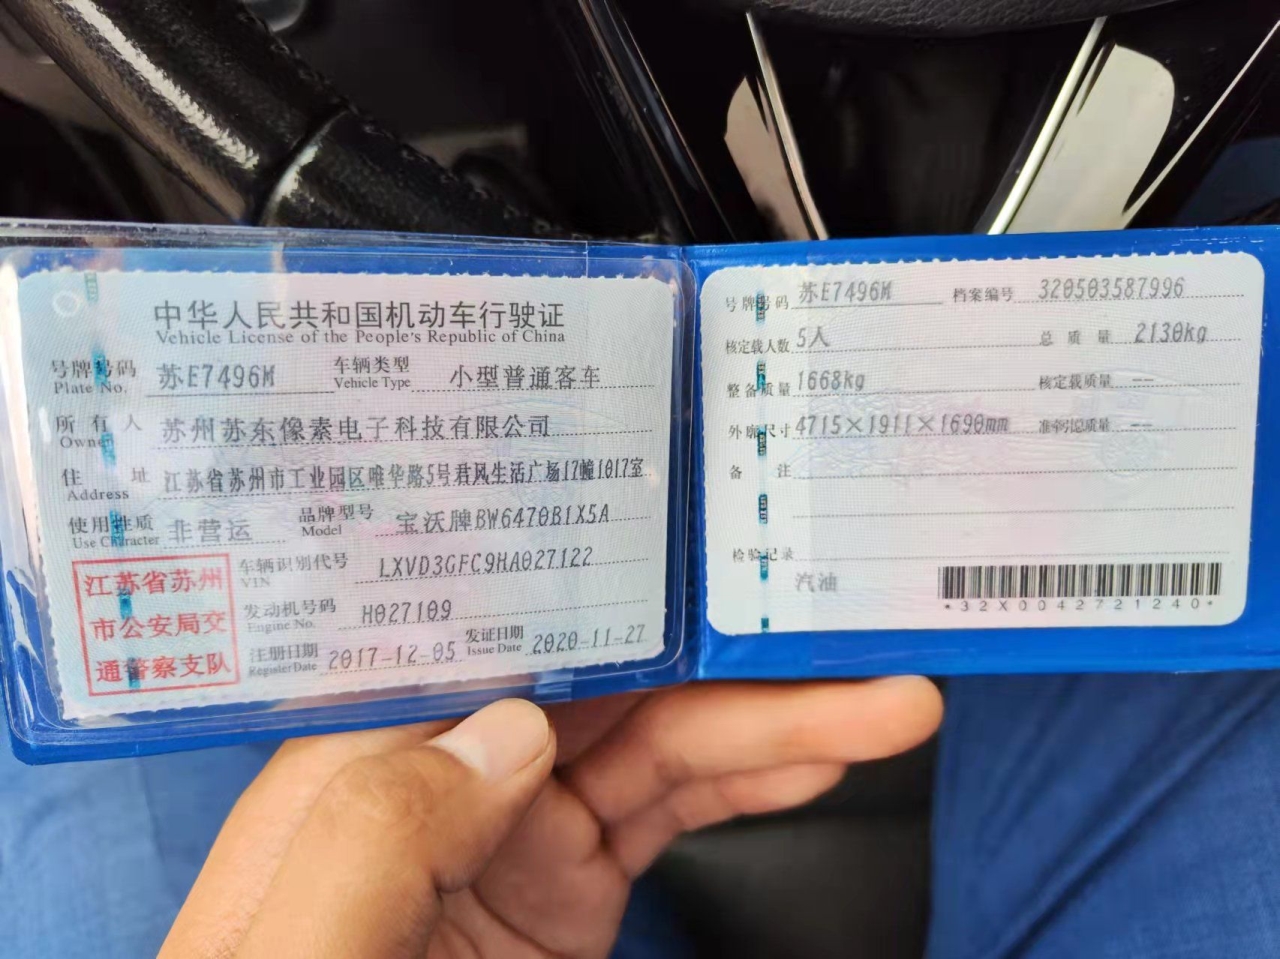 中华人民共和国机动车行驶证
Vehicle License of the People's Republic of China
号牌号码 苏E7496M 车辆类型 小型普通客车
Plate No. Vehicle Type
所有人 苏州苏东像素电子科技有限公司
Owner
住址 江苏省苏州市工业园区唯华路5号君风生活广场17幢1017室
Address
使用性质 非营运 品牌型号 宝沃牌BW6470B1X5A
Use Character Model
车辆识别代号 LXVD3GFC9HA027122
VIN
发动机号码 H027109
Engine No.
注册日期 2017-12-05 发证日期 2020-11-27
Register Date Issue Date
江苏省苏州
市公安局交
通警察支队
号牌号码 苏E7496M 档案编号 320503587996
核定载人数 5人 总质量 2130kg
整备质量 1668kg 核定载质量 --
外廓尺寸 4715×1911×1690mm 准牵引总质量 --
备注
检验记录
汽油
*32X0042721240*